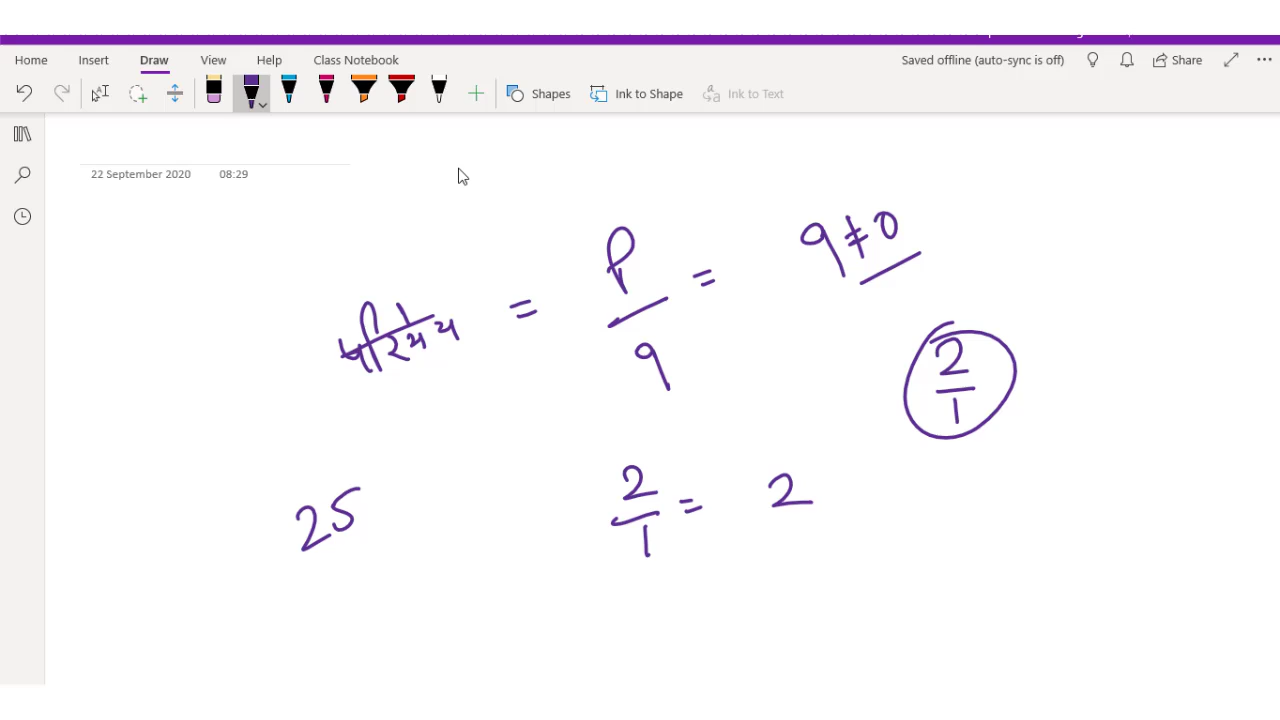 Home Insert Draw View Help Class Notebook Saved offline (auto-sync is off) Share
Shapes Ink to Shape Ink to Text
22 September 2020 08:29
= p/q = q≠0
2/1
25 2/1 = 2